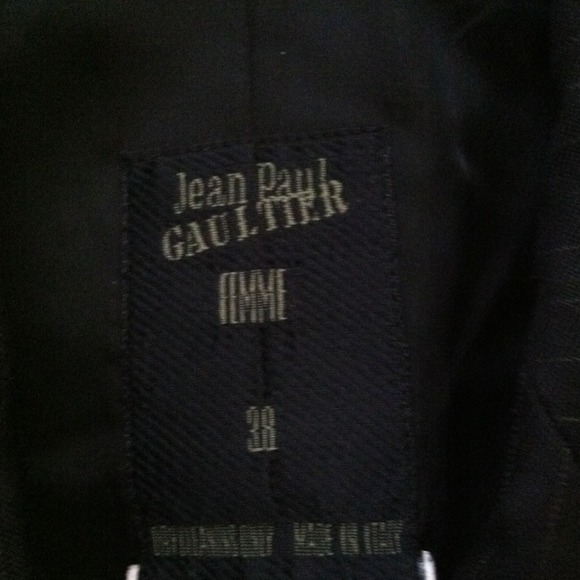 Jean Paul
GAULTIER
FEMME
38
MADE IN ITALY